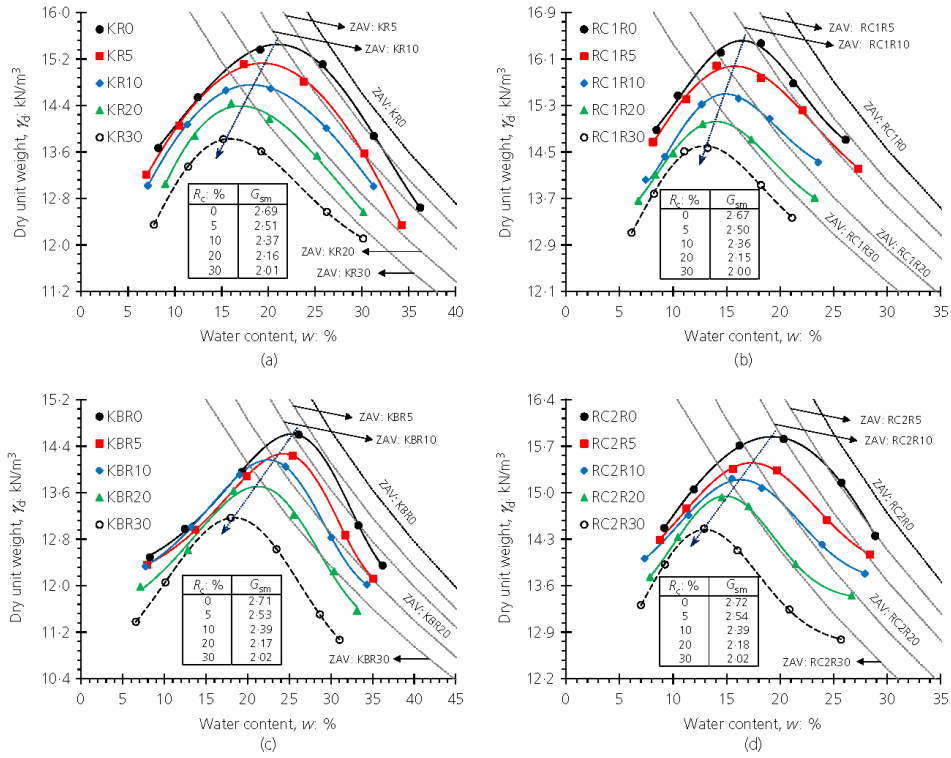 16·0
15·2
14·4
13·6
12·8
12·0
11·2
Dry unit weight, γd: kN/m³
KR0
KR5
KR10
KR20
KR30
ZAV: KR5
ZAV: KR10
ZAV: KR0
ZAV: KR20
ZAV: KR30
Rc: % Gsm
0 2·69
5 2·51
10 2·37
20 2·16
30 2·01
0 5 10 15 20 25 30 35 40
Water content, w: %
(a)
16·9
16·1
15·3
14·5
13·7
12·9
12·1
Dry unit weight, γd: kN/m³
RC1R0
RC1R5
RC1R10
RC1R20
RC1R30
ZAV: RC1R5
ZAV: RC1R10
ZAV: RC1R0
ZAV: RC1R20
ZAV: RC1R30
Rc: % Gsm
0 2·67
5 2·50
10 2·36
20 2·15
30 2·00
0 5 10 15 20 25 30 35
Water content, w: %
(b)
15·2
14·4
13·6
12·8
12·0
11·2
10·4
Dry unit weight, γd: kN/m³
KBR0
KBR5
KBR10
KBR20
KBR30
ZAV: KBR5
ZAV: KBR10
ZAV: KBR0
ZAV: KBR20
ZAV: KBR30
Rc: % Gsm
0 2·71
5 2·53
10 2·39
20 2·17
30 2·02
0 5 10 15 20 25 30 35 40 45
Water content, w: %
(c)
16·4
15·7
15·0
14·3
13·6
12·9
12·2
Dry unit weight, γd: kN/m³
RC2R0
RC2R5
RC2R10
RC2R20
RC2R30
ZAV: RC2R5
ZAV: RC2R10
ZAV: RC2R0
ZAV: RC2R20
ZAV: RC2R30
Rc: % Gsm
0 2·72
5 2·54
10 2·39
20 2·18
30 2·02
0 5 10 15 20 25 30 35
Water content, w: %
(d)